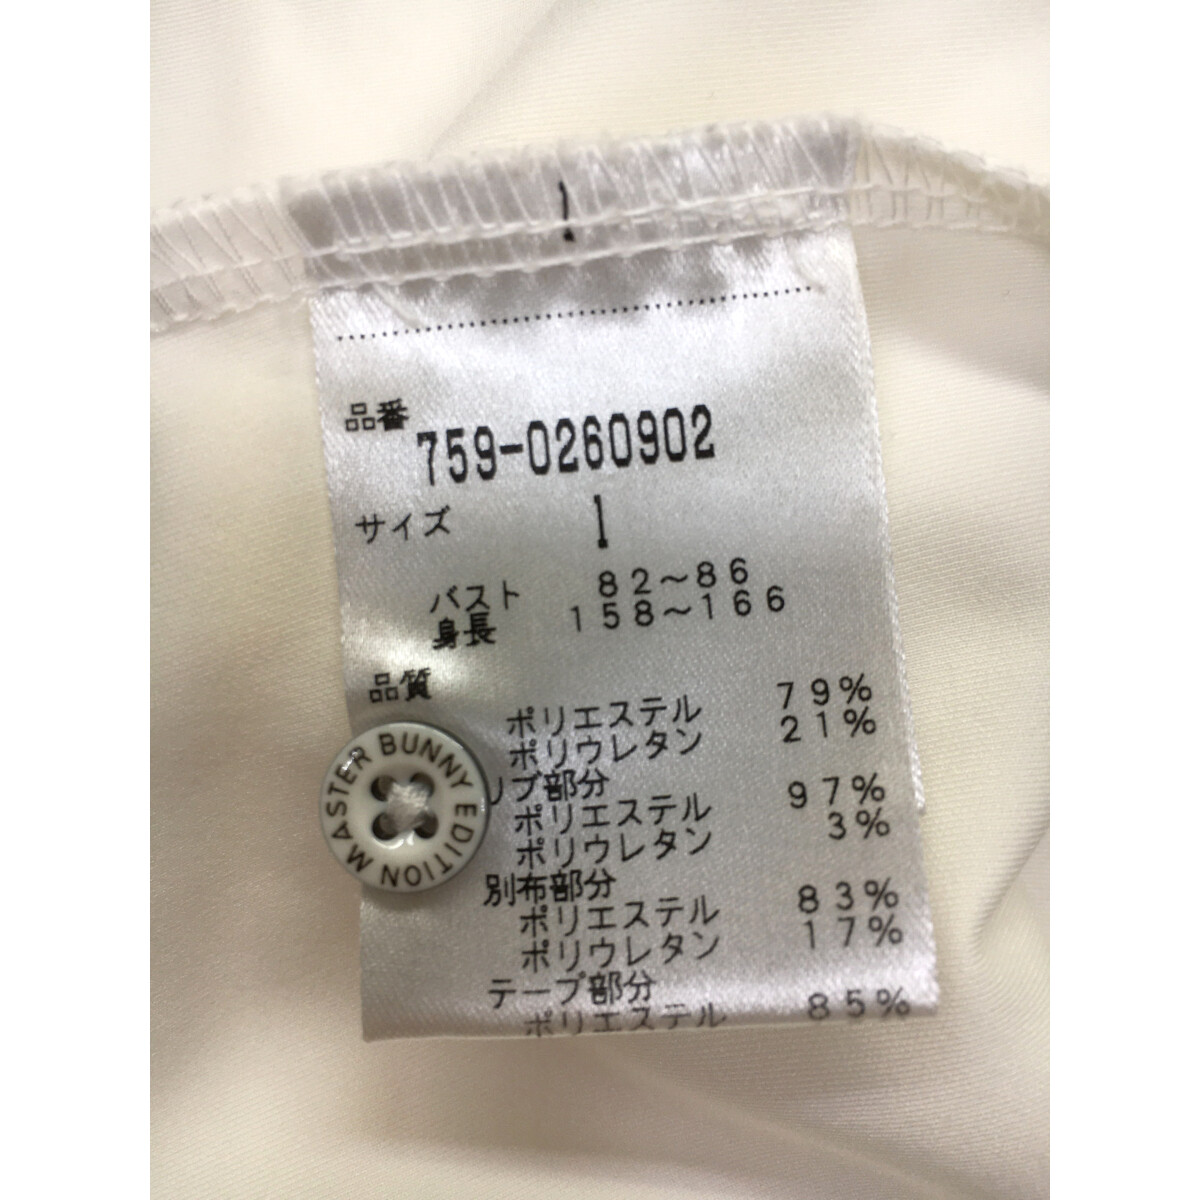 品番
759-0260902
サイズ 1
バスト 82～86
身長 158～166
品質
ポリエステル 79%
ポリウレタン 21%
リブ部分
ポリエステル 97%
ポリウレタン 3%
別布部分
ポリエステル 83%
ポリウレタン 17%
テープ部分
ポリエステル 85%
MASTER BUNNY EDITION